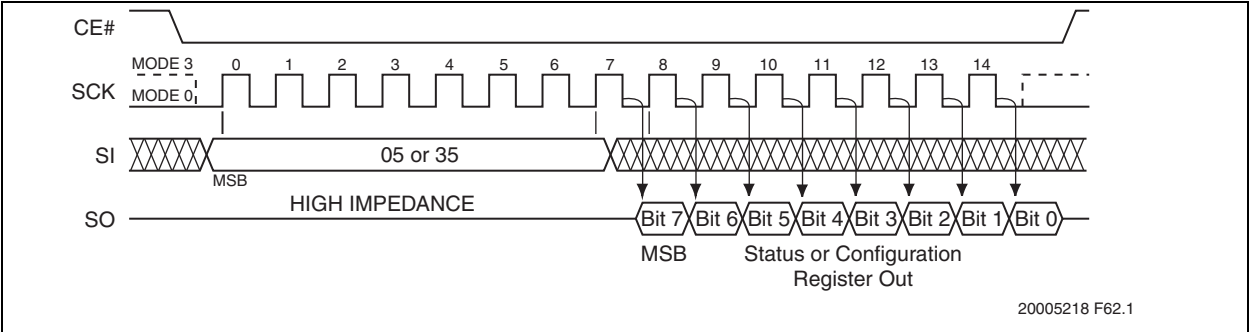 CE#
MODE 3 0 1 2 3 4 5 6 7 8 9 10 11 12 13 14
SCK
MODE 0
SI 05 or 35
MSB
HIGH IMPEDANCE
SO Bit 7 Bit 6 Bit 5 Bit 4 Bit 3 Bit 2 Bit 1 Bit 0
MSB Status or Configuration
Register Out
20005218 F62.1